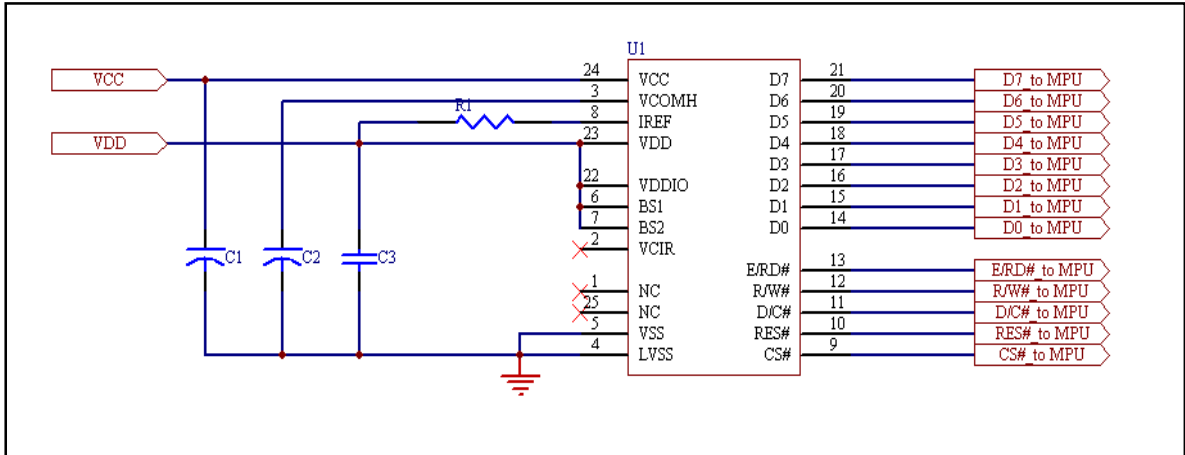 U1
VCC 24 VCC D7 21 D7_to MPU
3 VCOMH D6 20 D6_to MPU
R1 8 IREF D5 19 D5_to MPU
VDD 23 VDD D4 18 D4_to MPU
D3 17 D3_to MPU
22 VDDIO D2 16 D2_to MPU
6 BS1 D1 15 D1_to MPU
7 BS2 D0 14 D0_to MPU
2 VCIR
C1 C2 C3
E/RD# 13 E/RD#_to MPU
1 NC R/W# 12 R/W#_to MPU
25 NC D/C# 11 D/C#_to MPU
5 VSS RES# 10 RES#_to MPU
4 LVSS CS# 9 CS#_to MPU